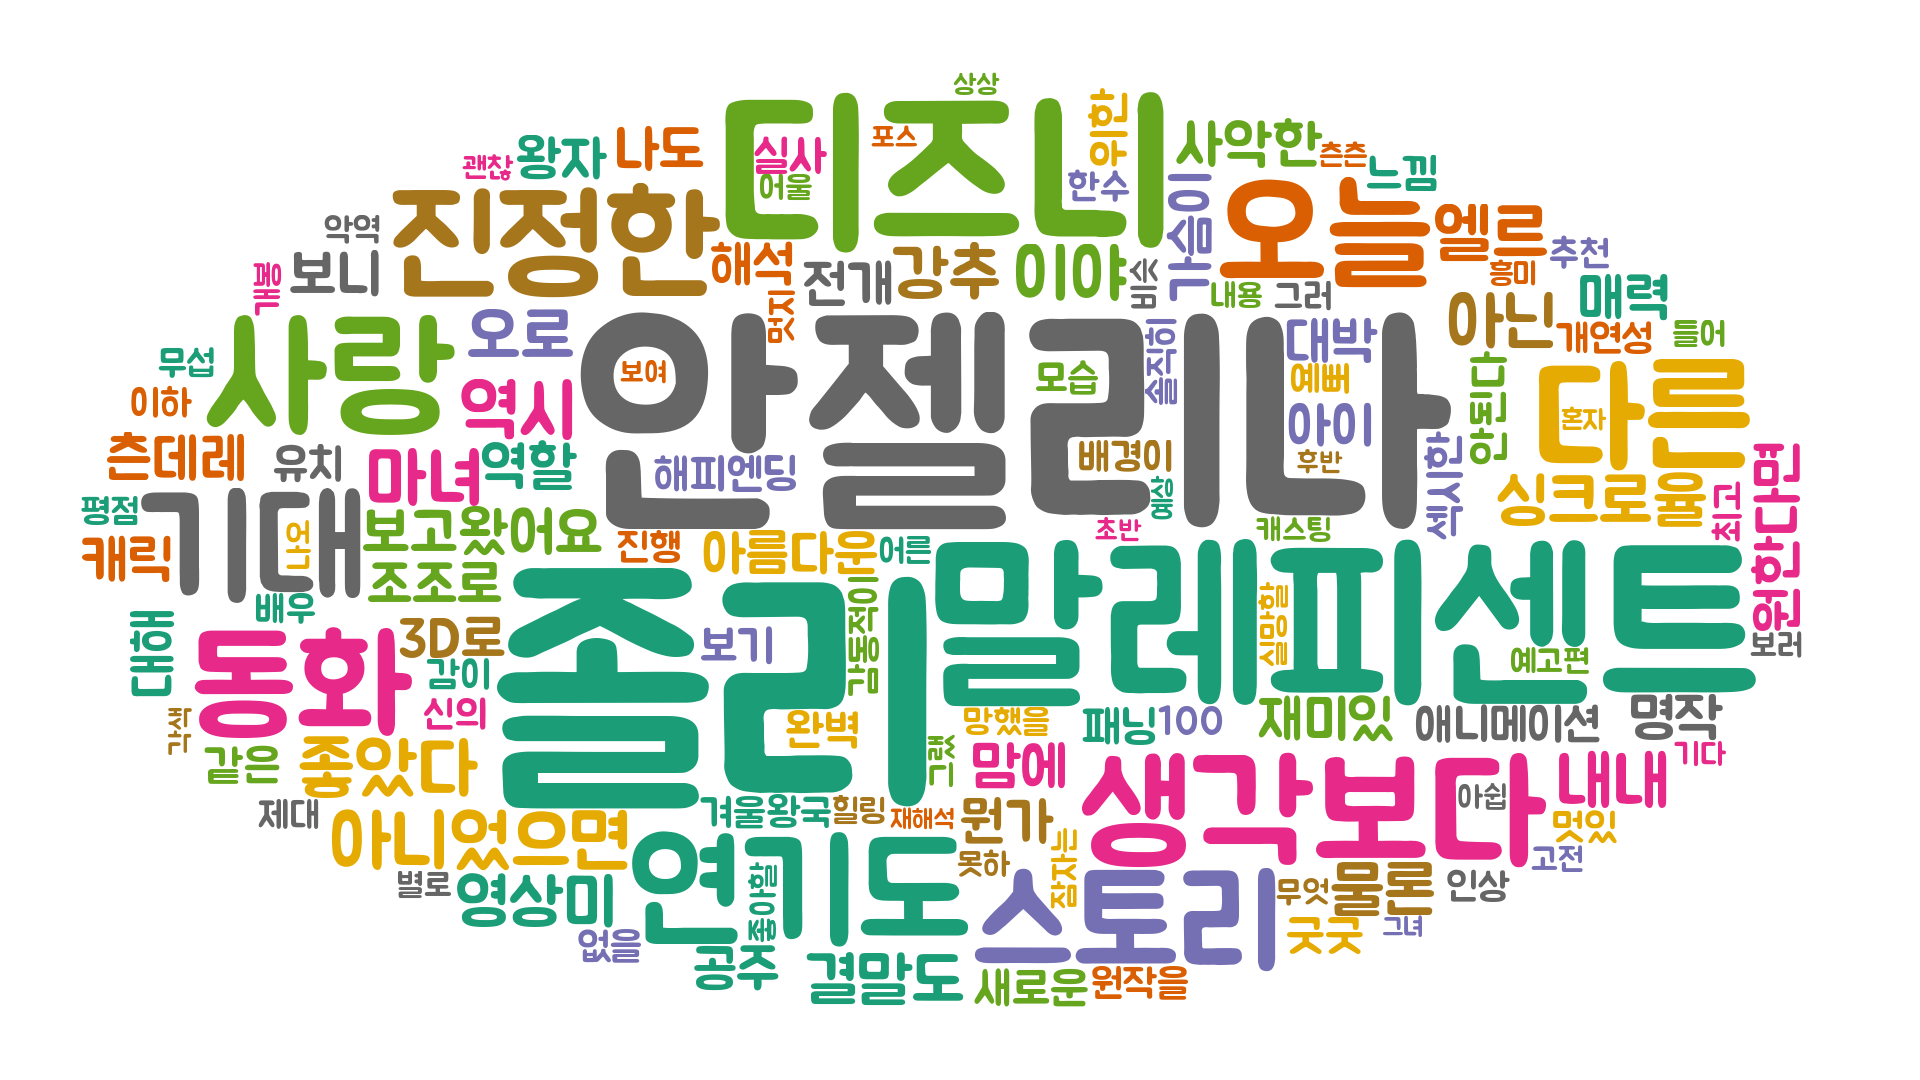 상상
디즈니
위한
포스
실사
어울
사악한
츤츤
느낌
나도
왕자
괜찮
한수
가슴이
진정한
오늘
엘르
추천
흥미
악역
해석
전개
강추
이야
비슷
내용
그러
매력
보니
개봉
멋지
아닌
개연성
들어
사랑
오로
안젤리나
보여
솔직히
대박
예뻐
모습
무섭
이하
역시
아이
안된다
다른
혼자
츤데레
유치
마녀
역할
해피엔딩
배경이
후반
섹시한
싱크로율
최고
원한다면
평점
기대
오나
보고왔어요
영상
초반
캐스팅
캐릭
진행
아름다운
어른
조조로
배우
졸리
말레피센트
감동적이
실망할
대해
동화
3D로
감이
보기
예고편
보러
신의
각색
같은
좋았다
완벽
그랬
망했을
패닝
100
재미있
애니메이션
명작
기다
맘에
생각보다
아쉽
내내
제대
아니었으면
겨울왕국
힐링
재해석
뭔가
멋있
고전
별로
영상미
연기도
좋아할
못하
잠자는
스토리
무엇
물론
인상
없을
공주
결말도
새로운
원작을
굿굿
그녀